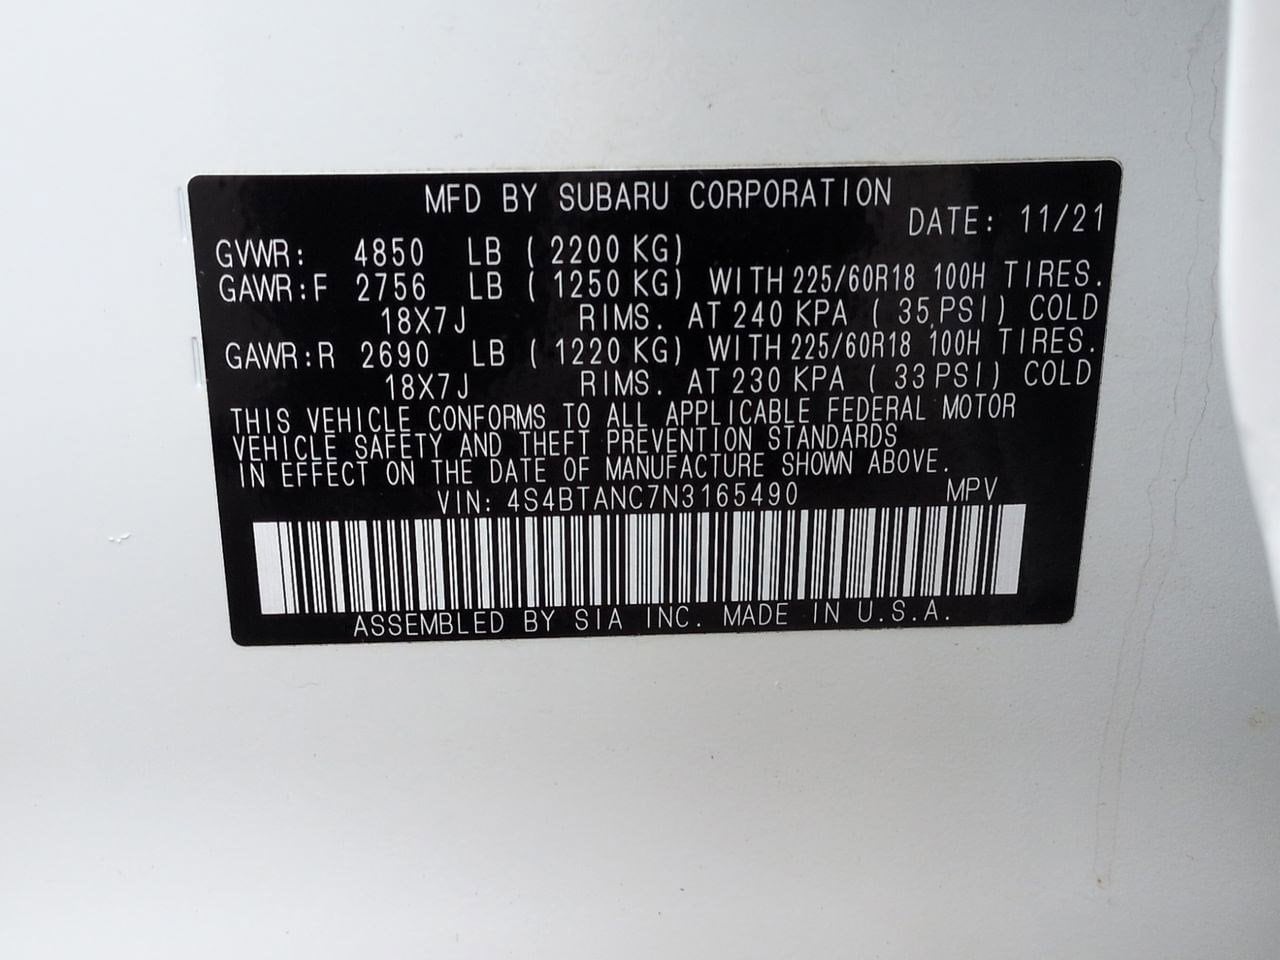 MFD BY SUBARU CORPORATION
DATE: 11/21
GVWR: 4850 LB ( 2200 KG)
GAWR:F 2756 LB ( 1250 KG) WITH 225/60R18 100H TIRES.
18X7J RIMS. AT 240 KPA ( 35 PSI) COLD
GAWR:R 2690 LB ( 1220 KG) WITH 225/60R18 100H TIRES.
18X7J RIMS. AT 230 KPA ( 33 PSI) COLD
THIS VEHICLE CONFORMS TO ALL APPLICABLE FEDERAL MOTOR
VEHICLE SAFETY AND THEFT PREVENTION STANDARDS
IN EFFECT ON THE DATE OF MANUFACTURE SHOWN ABOVE.
VIN: 4S4BTANC7N3165490 MPV
ASSEMBLED BY SIA INC. MADE IN U.S.A.